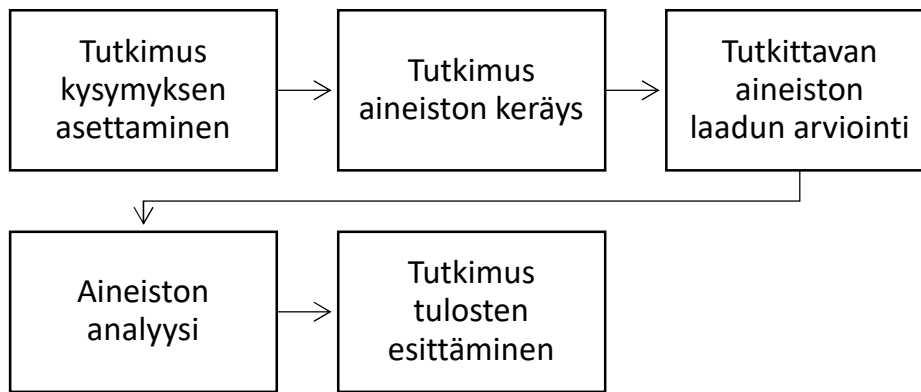 Tutkimus
kysymyksen
asettaminen
Tutkimus
aineiston keräys
Tutkittavan
aineiston
laadun arviointi
Aineiston
analyysi
Tutkimus
tulosten
esittäminen